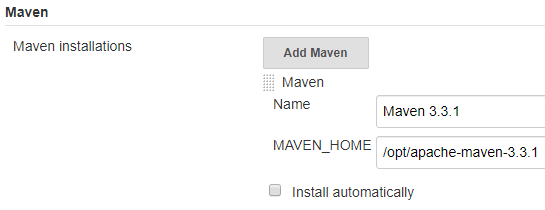 Maven
Maven installations
Add Maven
Maven
Name
Maven 3.3.1
MAVEN_HOME
/opt/apache-maven-3.3.1
Install automatically